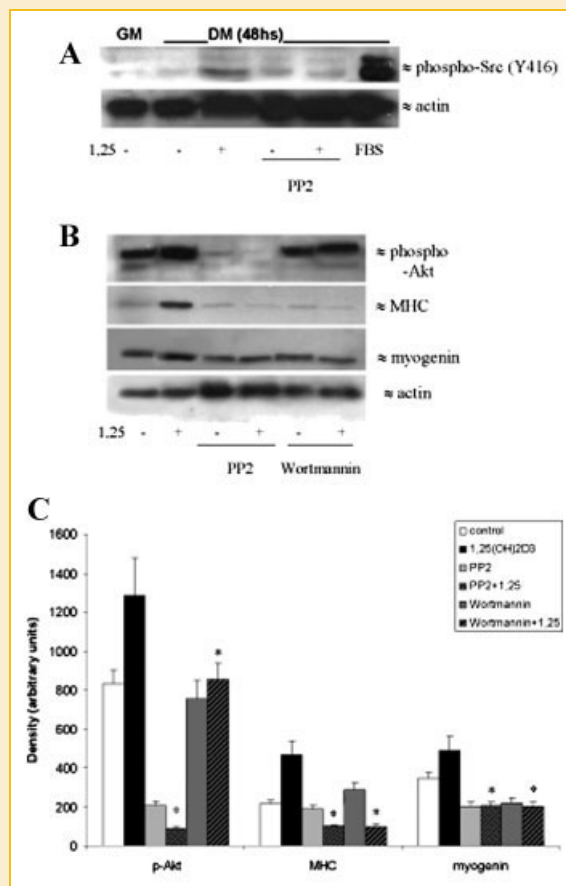 GM DM (48hs)
A
≈ phospho-Src (Y416)
≈ actin
1,25 - - + - + FBS
PP2
B
≈ phospho
-Akt
≈ MHC
≈ myogenin
≈ actin
1,25 - + - + - +
PP2 Wortmannin
C
1600
1400
1200
1000
800
600
400
200
0
Density (arbitrary units)
control
1,25(OH)2D3
PP2
PP2+1,25
Wortmannin
Wortmannin+1,25
* * * * * *
p-Akt MHC myogenin